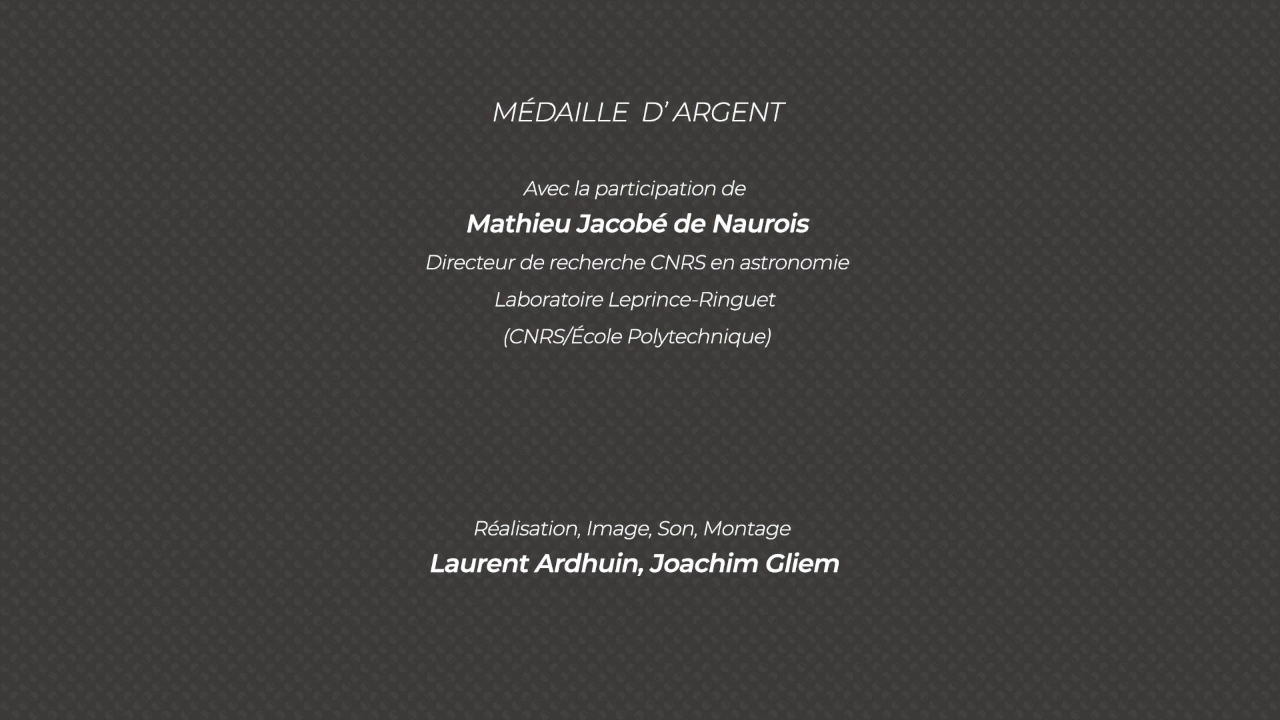 MÉDAILLE D' ARGENT
Avec la participation de
Mathieu Jacobé de Naurois
Directeur de recherche CNRS en astronomie
Laboratoire Leprince-Ringuet
(CNRS/École Polytechnique)
Réalisation, Image, Son, Montage
Laurent Ardhuin, Joachim Gliem